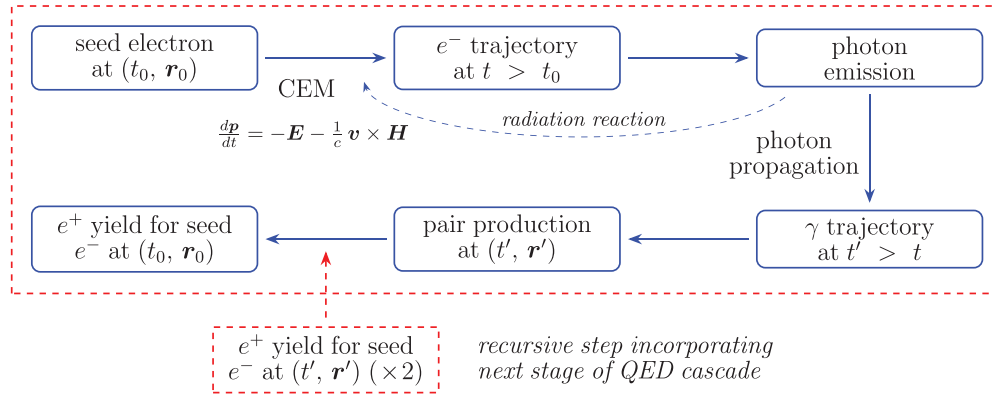 seed electron
at (t₀, r₀)
CEM
dp/dt = −E − 1/c v × H
e⁻ trajectory
at t > t₀
photon
emission
radiation reaction
photon
propagation
γ trajectory
at t′ > t
pair production
at (t′, r′)
e⁺ yield for seed
e⁻ at (t₀, r₀)
e⁺ yield for seed
e⁻ at (t′, r′) (×2)
recursive step incorporating
next stage of QED cascade